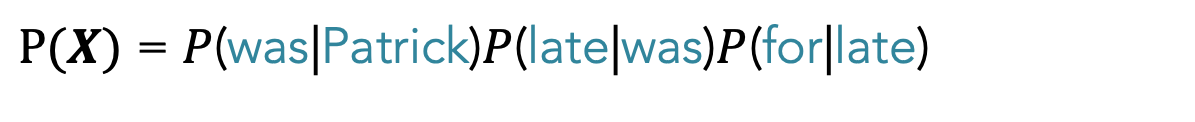 P(X) = P(was|Patrick)P(late|was)P(for|late)